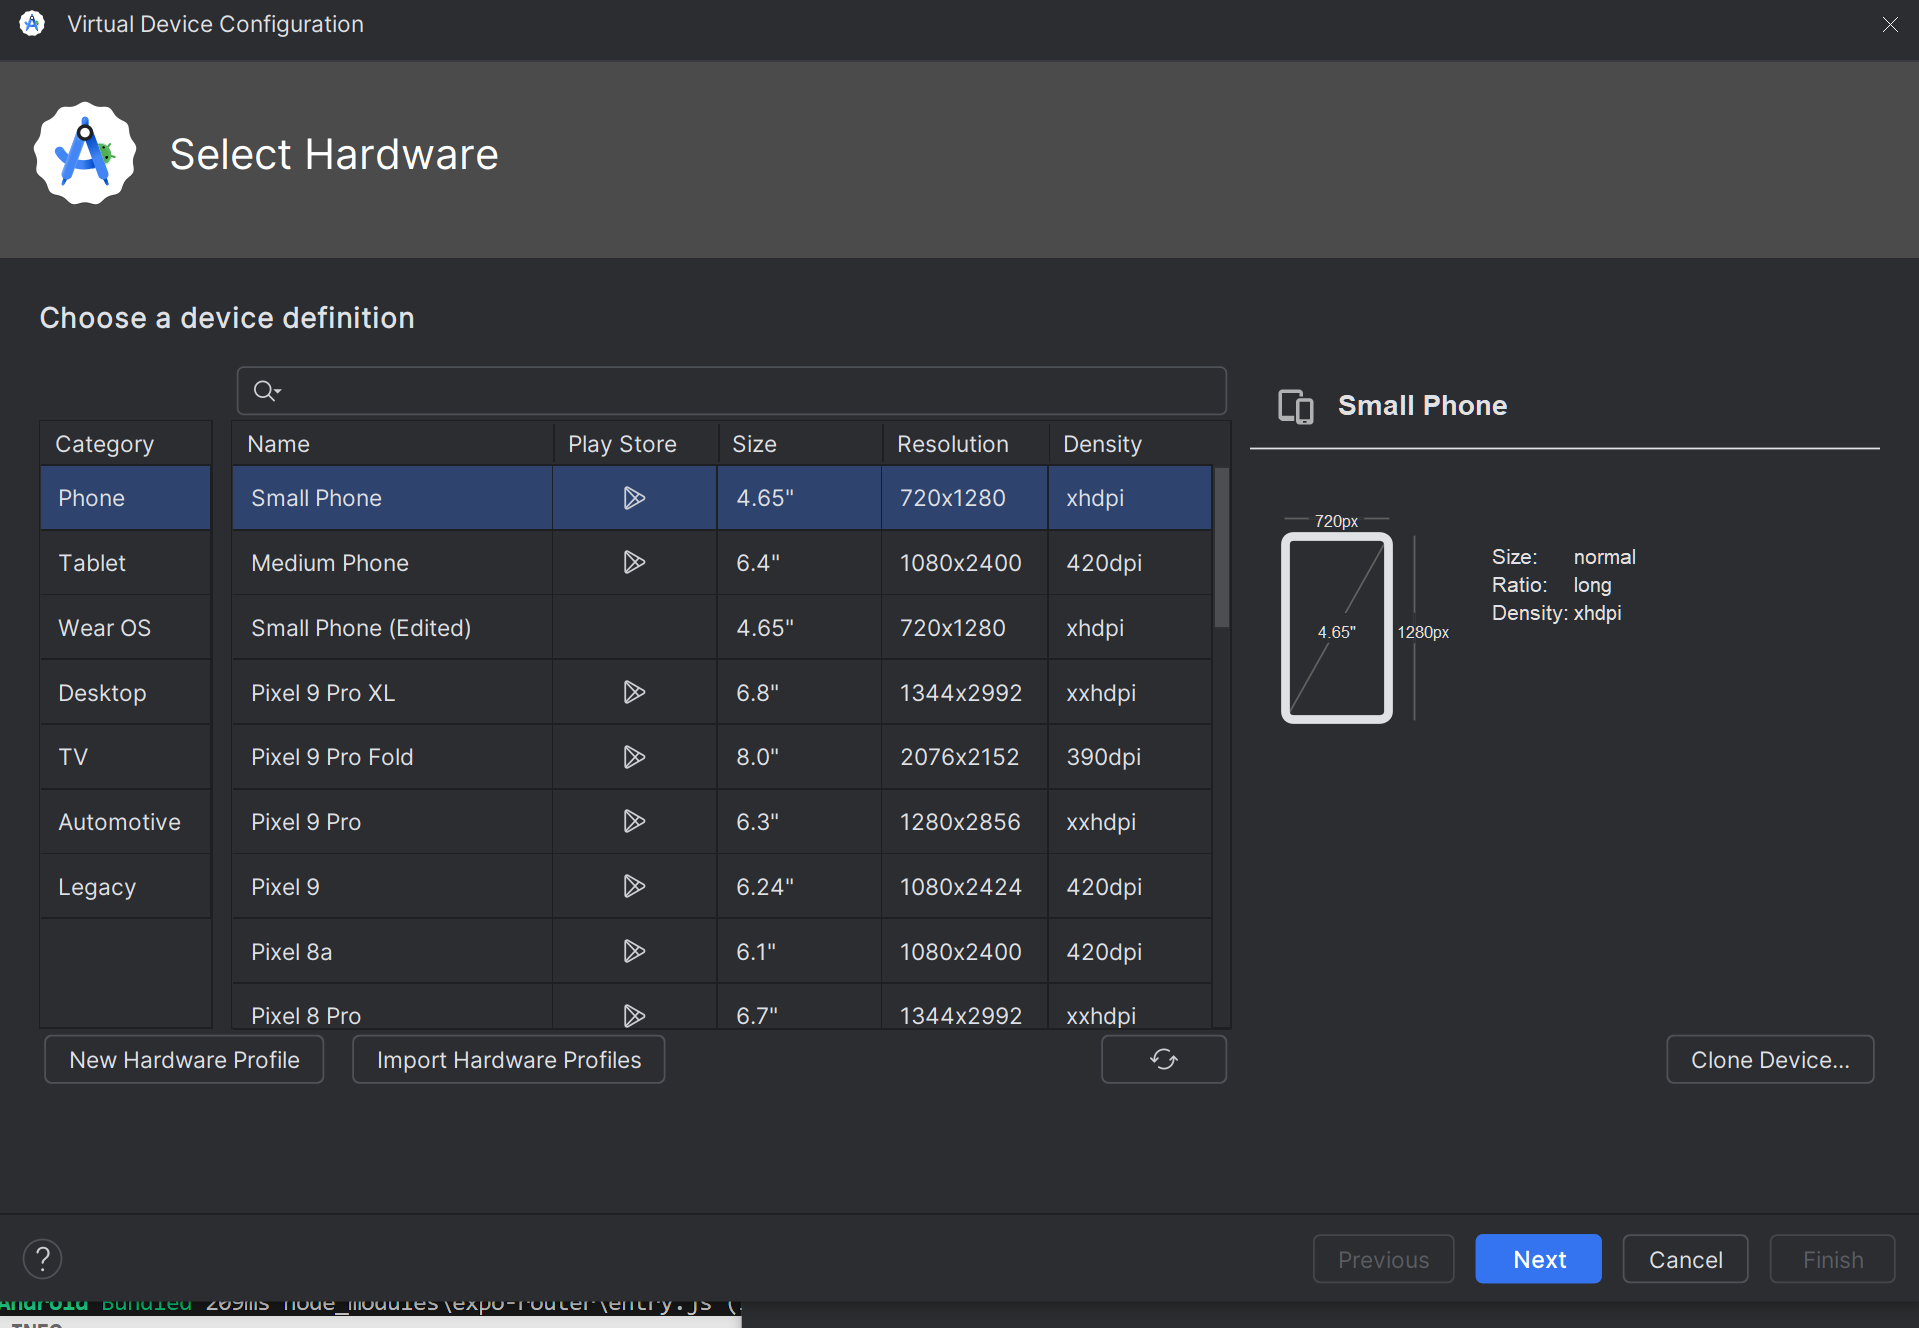 Virtual Device Configuration
Select Hardware
Choose a device definition
Category
Phone
Tablet
Wear OS
Desktop
TV
Automotive
Legacy
Name Play Store Size Resolution Density
Small Phone 4.65" 720x1280 xhdpi
Medium Phone 6.4" 1080x2400 420dpi
Small Phone (Edited) 4.65" 720x1280 xhdpi
Pixel 9 Pro XL 6.8" 1344x2992 xxhdpi
Pixel 9 Pro Fold 8.0" 2076x2152 390dpi
Pixel 9 Pro 6.3" 1280x2856 xxhdpi
Pixel 9 6.24" 1080x2424 420dpi
Pixel 8a 6.1" 1080x2400 420dpi
Pixel 8 Pro 6.7" 1344x2992 xxhdpi
Small Phone
720px
4.65"
1280px
Size: normal
Ratio: long
Density: xhdpi
New Hardware Profile Import Hardware Profiles Clone Device...
? Previous Next Cancel Finish
Android Bundled 209ms node_modules\expo-router\entry.js (